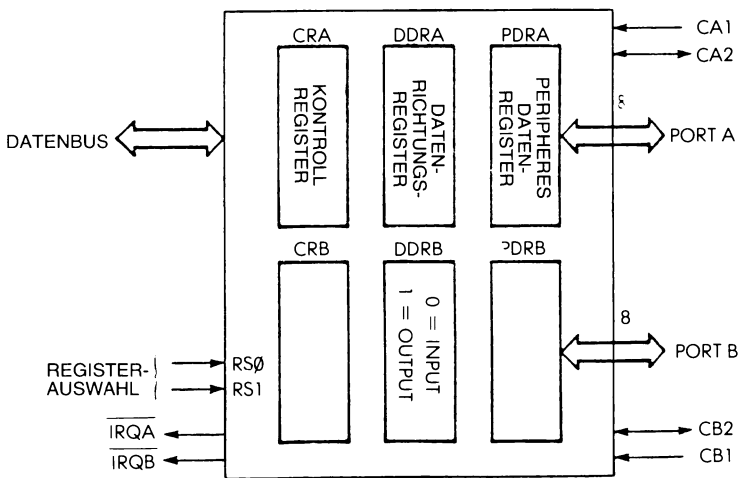 CRA
DDRA
PDRA
CA1
CA2
KONTROLL
REGISTER
DATEN-
RICHTUNGS-
REGISTER
PERIPHERES
DATEN-
REGISTER
DATENBUS
8
PORT A
CRB
DDRB
PDRB
0 = INPUT
1 = OUTPUT
8
PORT B
REGISTER-
AUSWAHL
RSØ
RS1
IRQA
IRQB
CB2
CB1